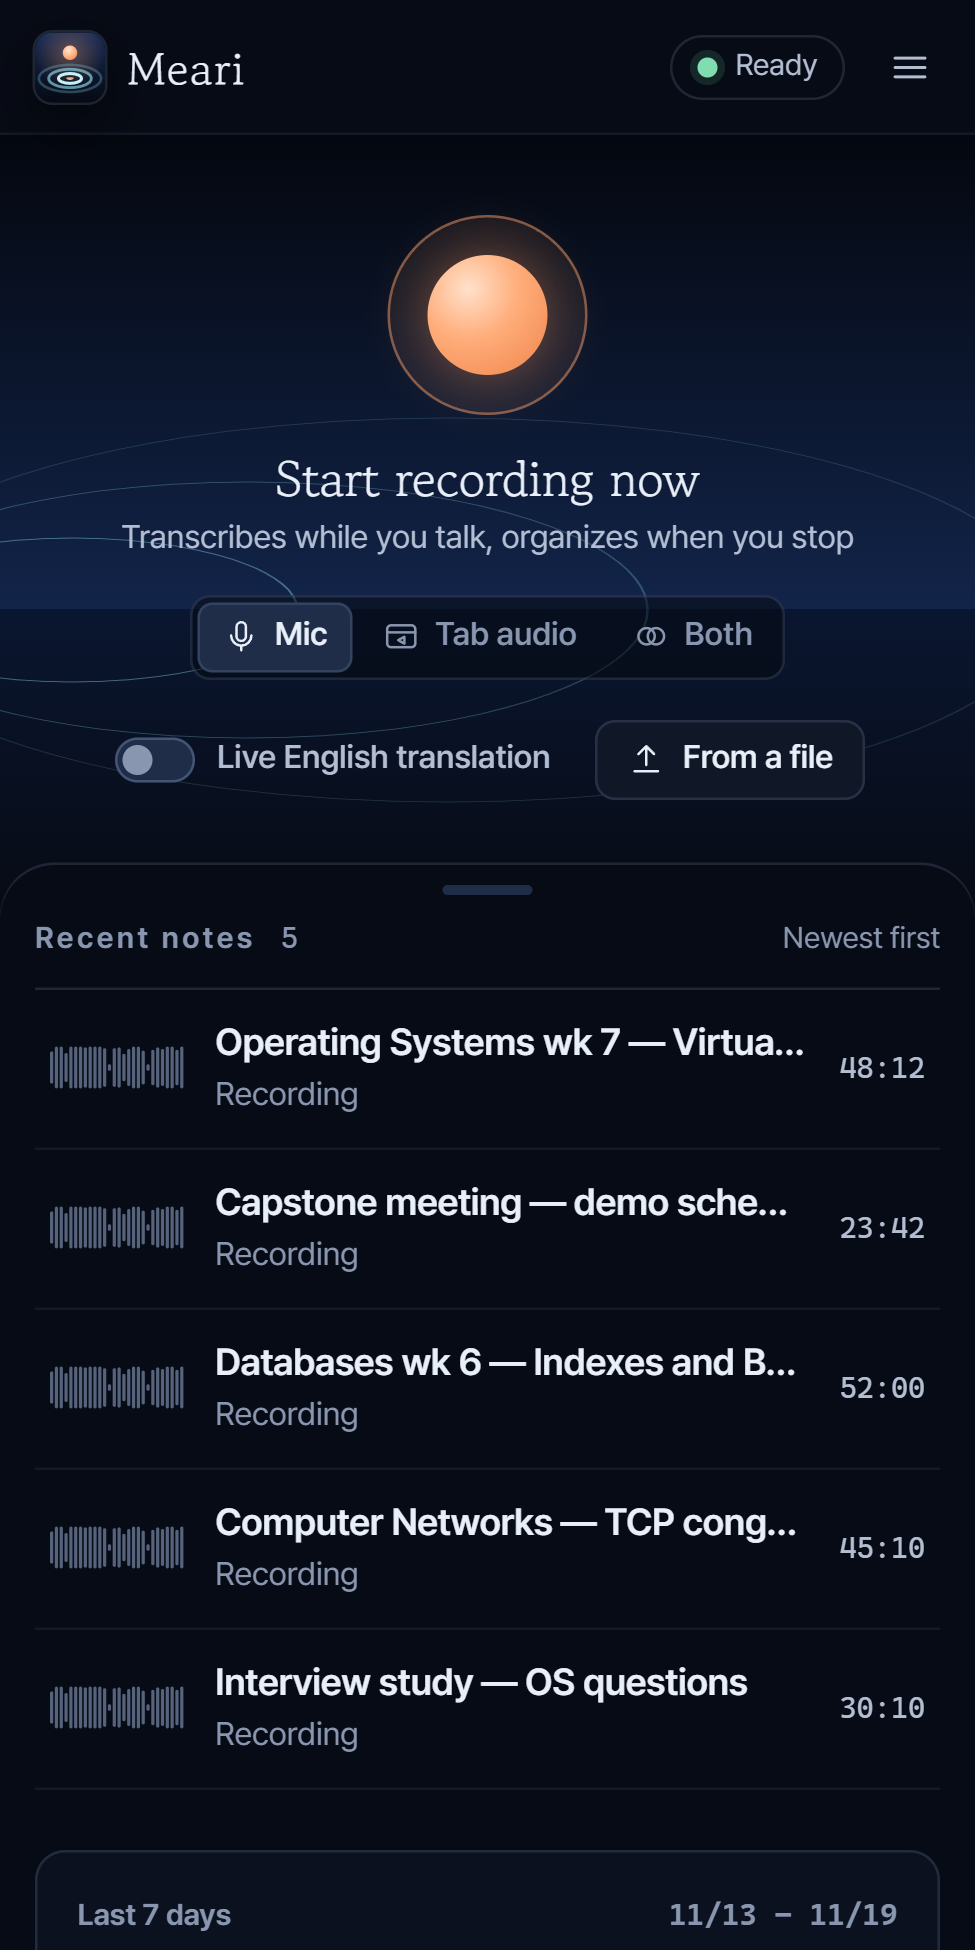 Meari
Ready
Start recording now
Transcribes while you talk, organizes when you stop
Mic
Tab audio
Both
Live English translation
From a file
Recent notes 5
Newest first
Operating Systems wk 7 — Virtua...
48:12
Recording
Capstone meeting — demo sche...
23:42
Recording
Databases wk 6 — Indexes and B...
52:00
Recording
Computer Networks — TCP cong...
45:10
Recording
Interview study — OS questions
30:10
Recording
Last 7 days
11/13 – 11/19